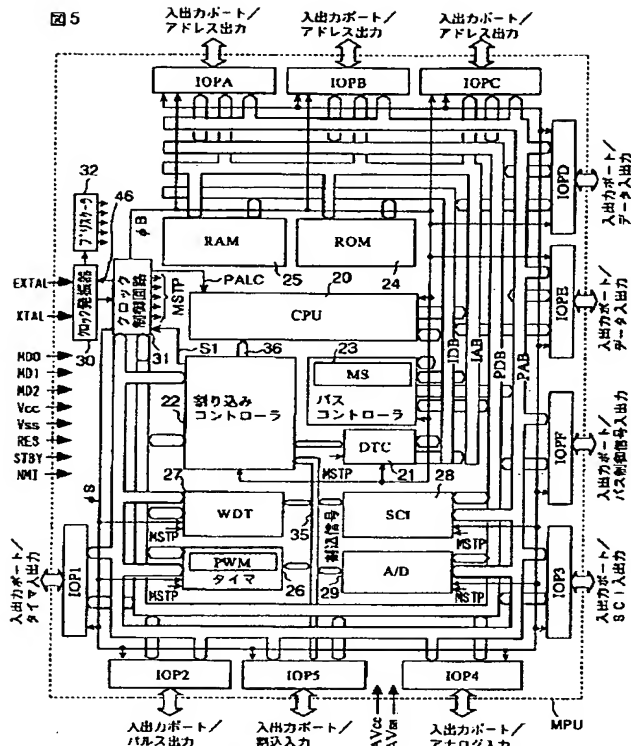 図5
入出力ポート/
アドレス出力
入出力ポート/
アドレス出力
入出力ポート/
アドレス出力
IOPA
IOPB
IOPC
32
プリスケーラ
46
φB
RAM
25
ROM
24
IOPD
入出力ポート/
データ入出力
EXTAL
XTAL
クロック発振器
30
クロック
制御回路
31
MSTP
PALC
20
CPU
IDB
IAB
PDB
PAB
IOPE
入出力ポート/
データ入出力
MD0
MD1
MD2
Vcc
Vss
RES
STBY
NMI
S1
36
23
MS
バス
コントローラ
22
割り込み
コントローラ
DTC
21
MSTP
IOPF
入出力ポート/
バス制御信号入出力
φS
27
WDT
MSTP
35
割込信号
28
SCI
MSTP
PWM
タイマ
26
MSTP
29
A/D
MSTP
IOP1
入出力ポート/
タイマ入出力
IOP3
入出力ポート/
SCI入出力
IOP2
IOP5
IOP4
入出力ポート/
パルス出力
入出力ポート/
割込入力
AVcc
AVss
入出力ポート/
アナログ入力
MPU